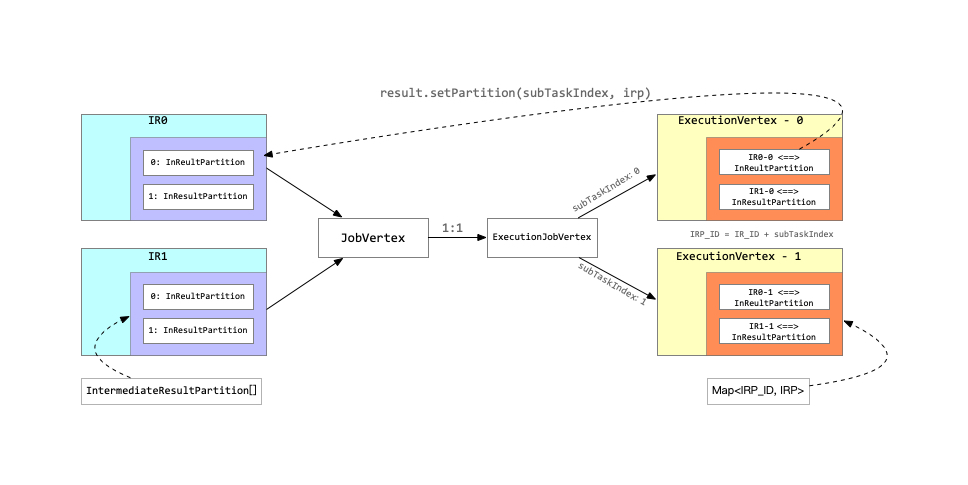 result.setPartition(subTaskIndex, irp)
IR0
0: InReultPartition
1: InResultPartition
IR1
0: InResultPartition
1: InResultPartition
IntermediateResultPartition[]
JobVertex
1:1
ExecutionJobVertex
subTaskIndex: 0
subTaskIndex: 1
ExecutionVertex - 0
IR0-0 <==>
InReultPartition
IR1-0 <==>
InResultPartition
IRP_ID = IR_ID + subTaskIndex
ExecutionVertex - 1
IR0-1 <==>
InReultPartition
IR1-1 <==>
InResultPartition
Map<IRP_ID, IRP>